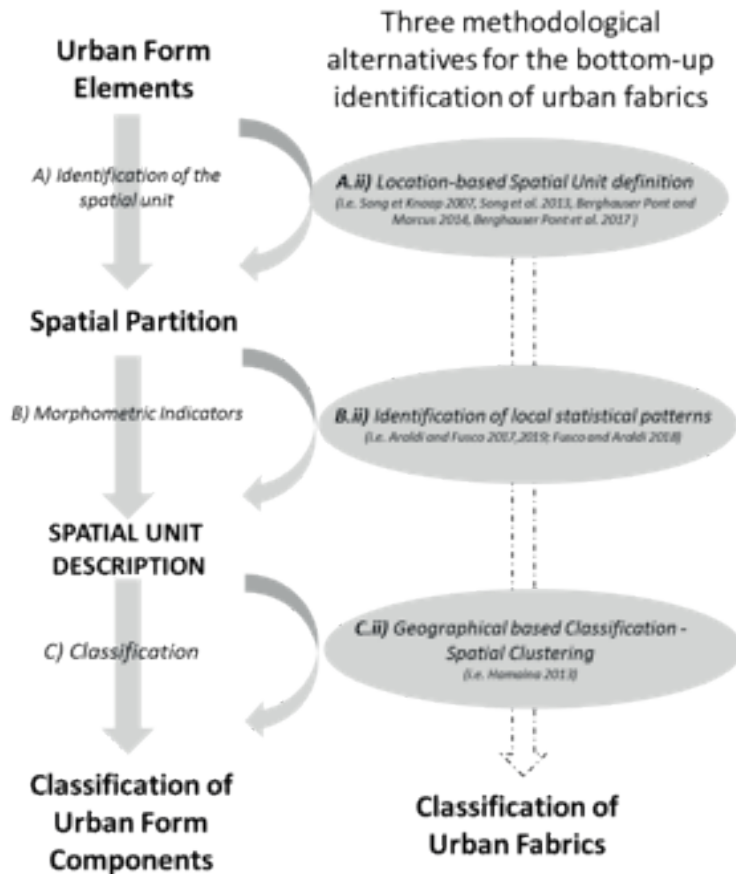 Urban Form
Elements
A) Identification of the
spatial unit
Spatial Partition
B) Morphometric Indicators
SPATIAL UNIT
DESCRIPTION
C) Classification
Classification of
Urban Form
Components
Three methodological
alternatives for the bottom-up
identification of urban fabrics
A.ii) Location-based Spatial Unit definition
(i.e. Song et Knaap 2007, Song et al. 2013, Berghauser Pont and
Marcus 2014, Berghauser Pont et al. 2017 )
B.ii) Identification of local statistical patterns
(i.e. Araldi and Fusco 2017,2019; Fusco and Araldi 2018)
C.ii) Geographical based Classification -
Spatial Clustering
(i.e. Hamaina 2013)
Classification of
Urban Fabrics